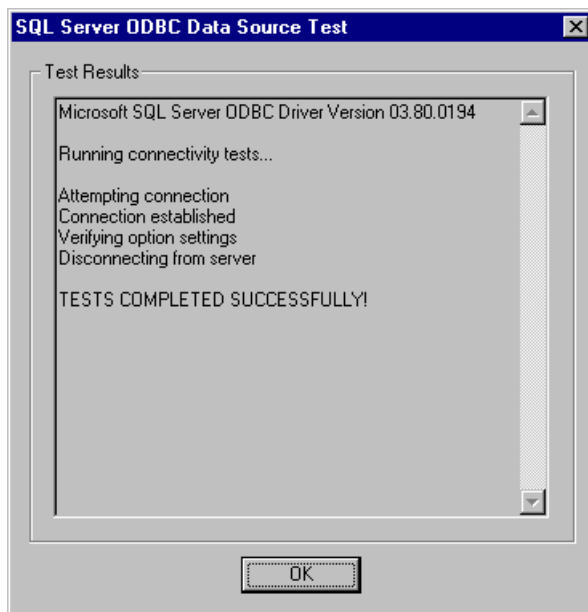 SQL Server ODBC Data Source Test
Test Results
Microsoft SQL Server ODBC Driver Version 03.80.0194
Running connectivity tests...
Attempting connection
Connection established
Verifying option settings
Disconnecting from server
TESTS COMPLETED SUCCESSFULLY!
OK